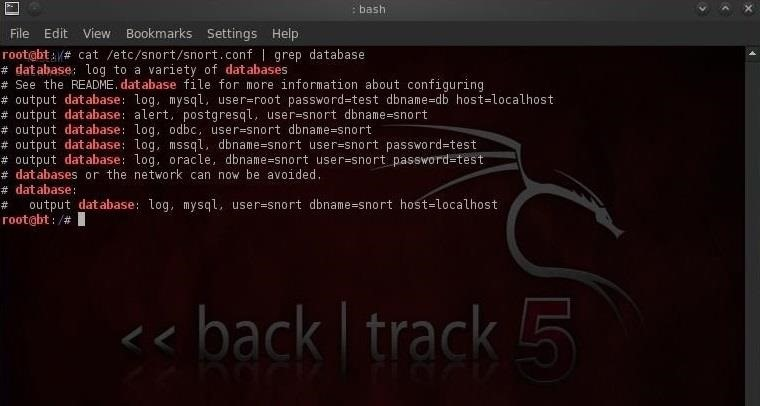 : bash
File Edit View Bookmarks Settings Help
root@bt:/# cat /etc/snort/snort.conf | grep database
# database: log to a variety of databases
# See the README.database file for more information about configuring
# output database: log, mysql, user=root password=test dbname=db host=localhost
# output database: alert, postgresql, user=snort dbname=snort
# output database: log, odbc, user=snort dbname=snort
# output database: log, mssql, dbname=snort user=snort password=test
# output database: log, oracle, dbname=snort user=snort password=test
# databases or the network can now be avoided.
# database:
#   output database: log, mysql, user=snort dbname=snort host=localhost
root@bt:/#
<< back | track 5